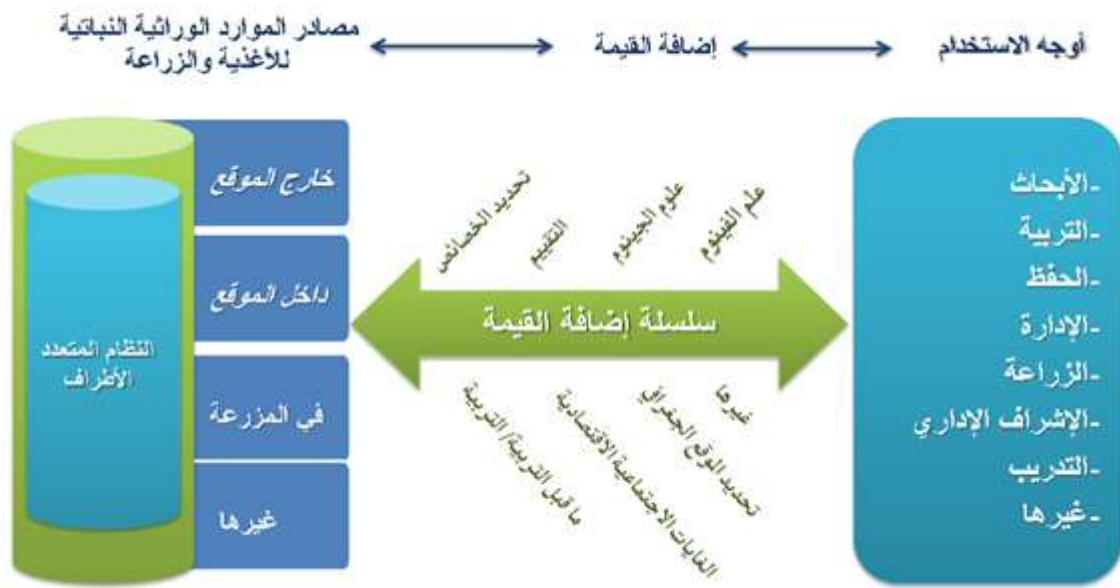 أوجه الاستخدام
إضافة القيمة
مصادر الموارد الوراثية النباتية
للأغذية والزراعة
-الأبحاث
-التربية
-الحفظ
-الإدارة
-الزراعة
-الإشراف الإداري
-التدريب
-غيرها
علم الفينوم
علوم الجينوم
التقييم
تحديد الخصائص
سلسلة إضافة القيمة
غيرها
تحديد الوقع الجغرافي
الغايات الاجتماعية الاقتصادية
ما قبل التربية/ التربية
خارج الموقع
داخل الموقع
في المزرعة
غيرها
النظام المتعدد
الأطراف